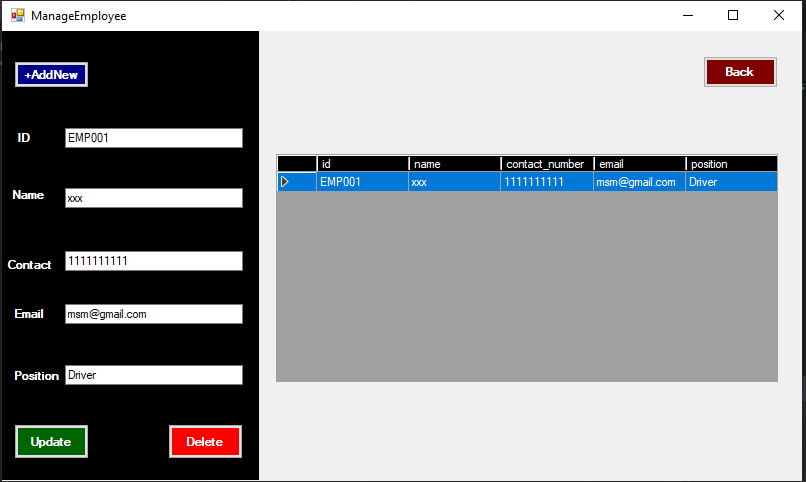 ManageEmployee
+AddNew
Back
ID EMP001
Name xxx
Contact 1111111111
Email msm@gmail.com
Position Driver
Update Delete
id name contact_number email position
EMP001 xxx 1111111111 msm@gmail.com Driver